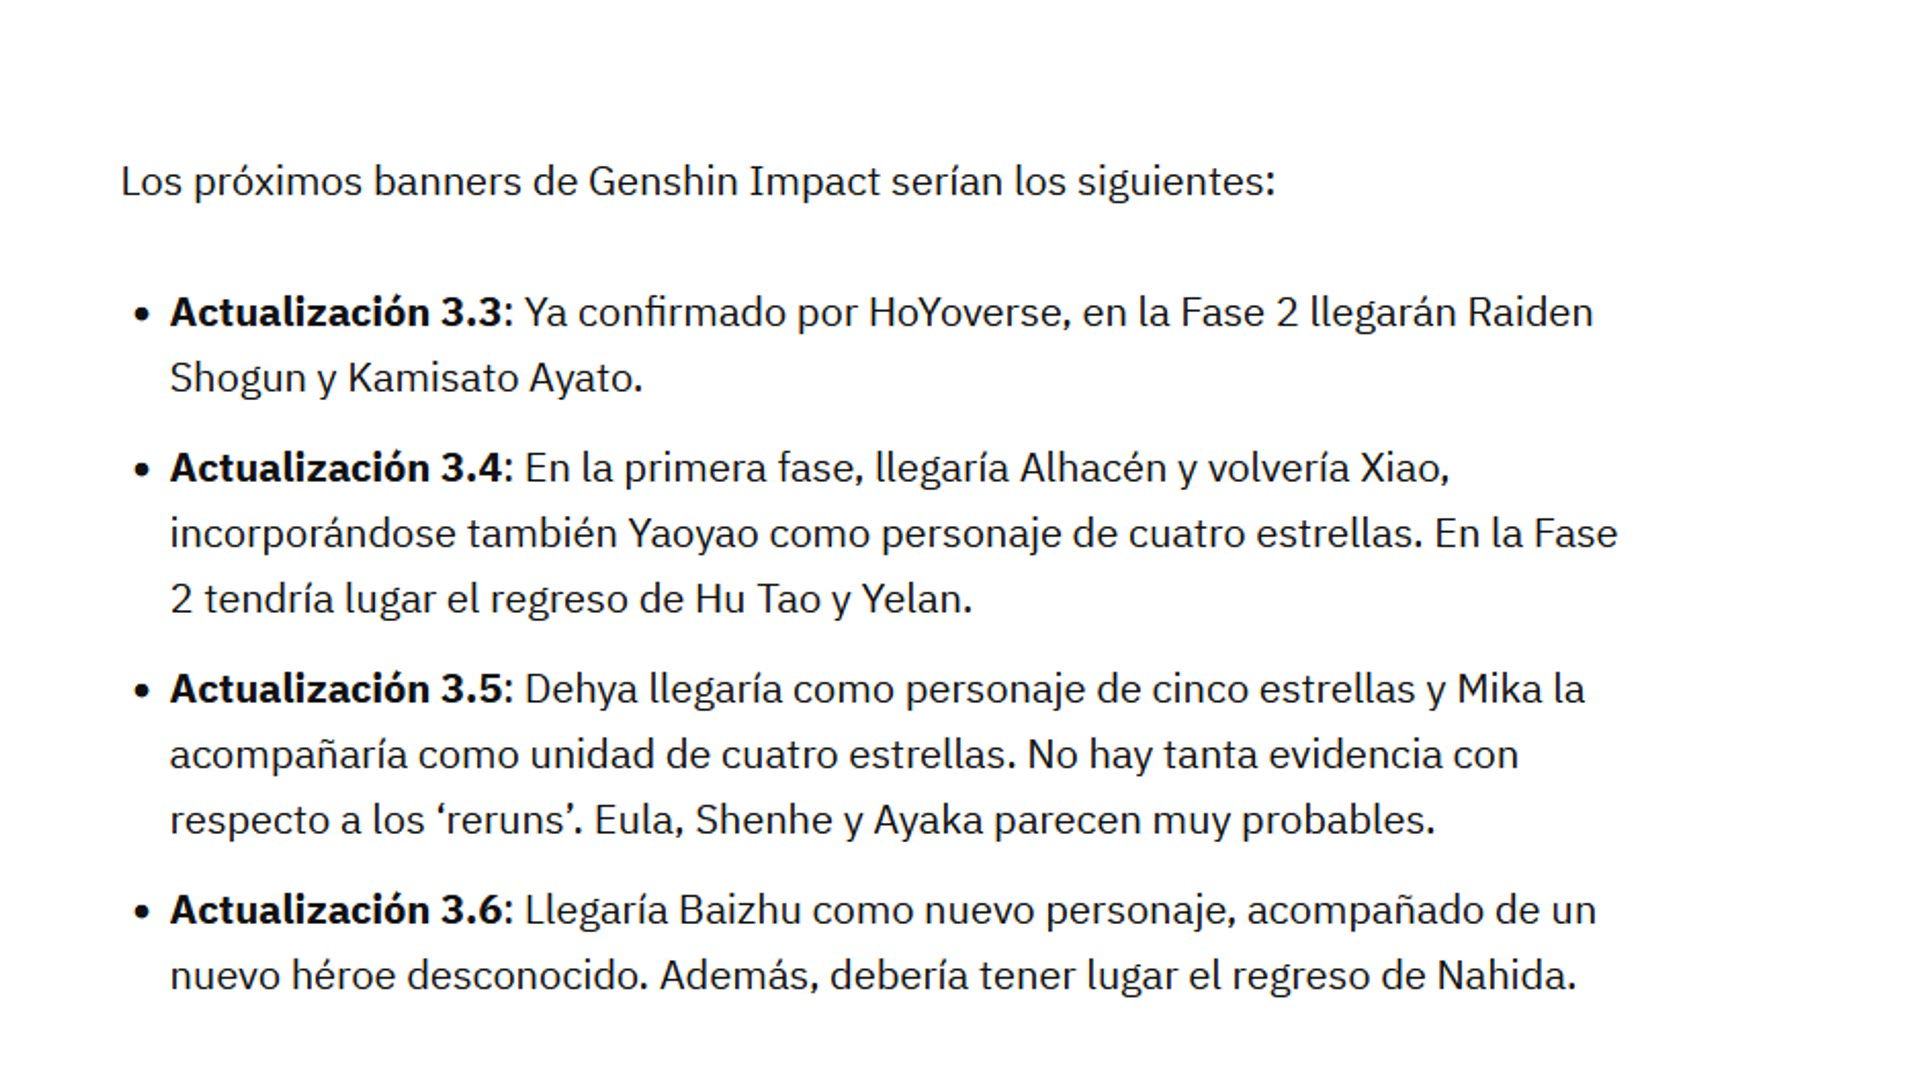 Los próximos banners de Genshin Impact serían los siguientes:
• Actualización 3.3: Ya confirmado por HoYoverse, en la Fase 2 llegarán Raiden
Shogun y Kamisato Ayato.
• Actualización 3.4: En la primera fase, llegaría Alhacén y volvería Xiao,
incorporándose también Yaoyao como personaje de cuatro estrellas. En la Fase
2 tendría lugar el regreso de Hu Tao y Yelan.
• Actualización 3.5: Dehya llegaría como personaje de cinco estrellas y Mika la
acompañaría como unidad de cuatro estrellas. No hay tanta evidencia con
respecto a los ‘reruns’. Eula, Shenhe y Ayaka parecen muy probables.
• Actualización 3.6: Llegaría Baizhu como nuevo personaje, acompañado de un
nuevo héroe desconocido. Además, debería tener lugar el regreso de Nahida.